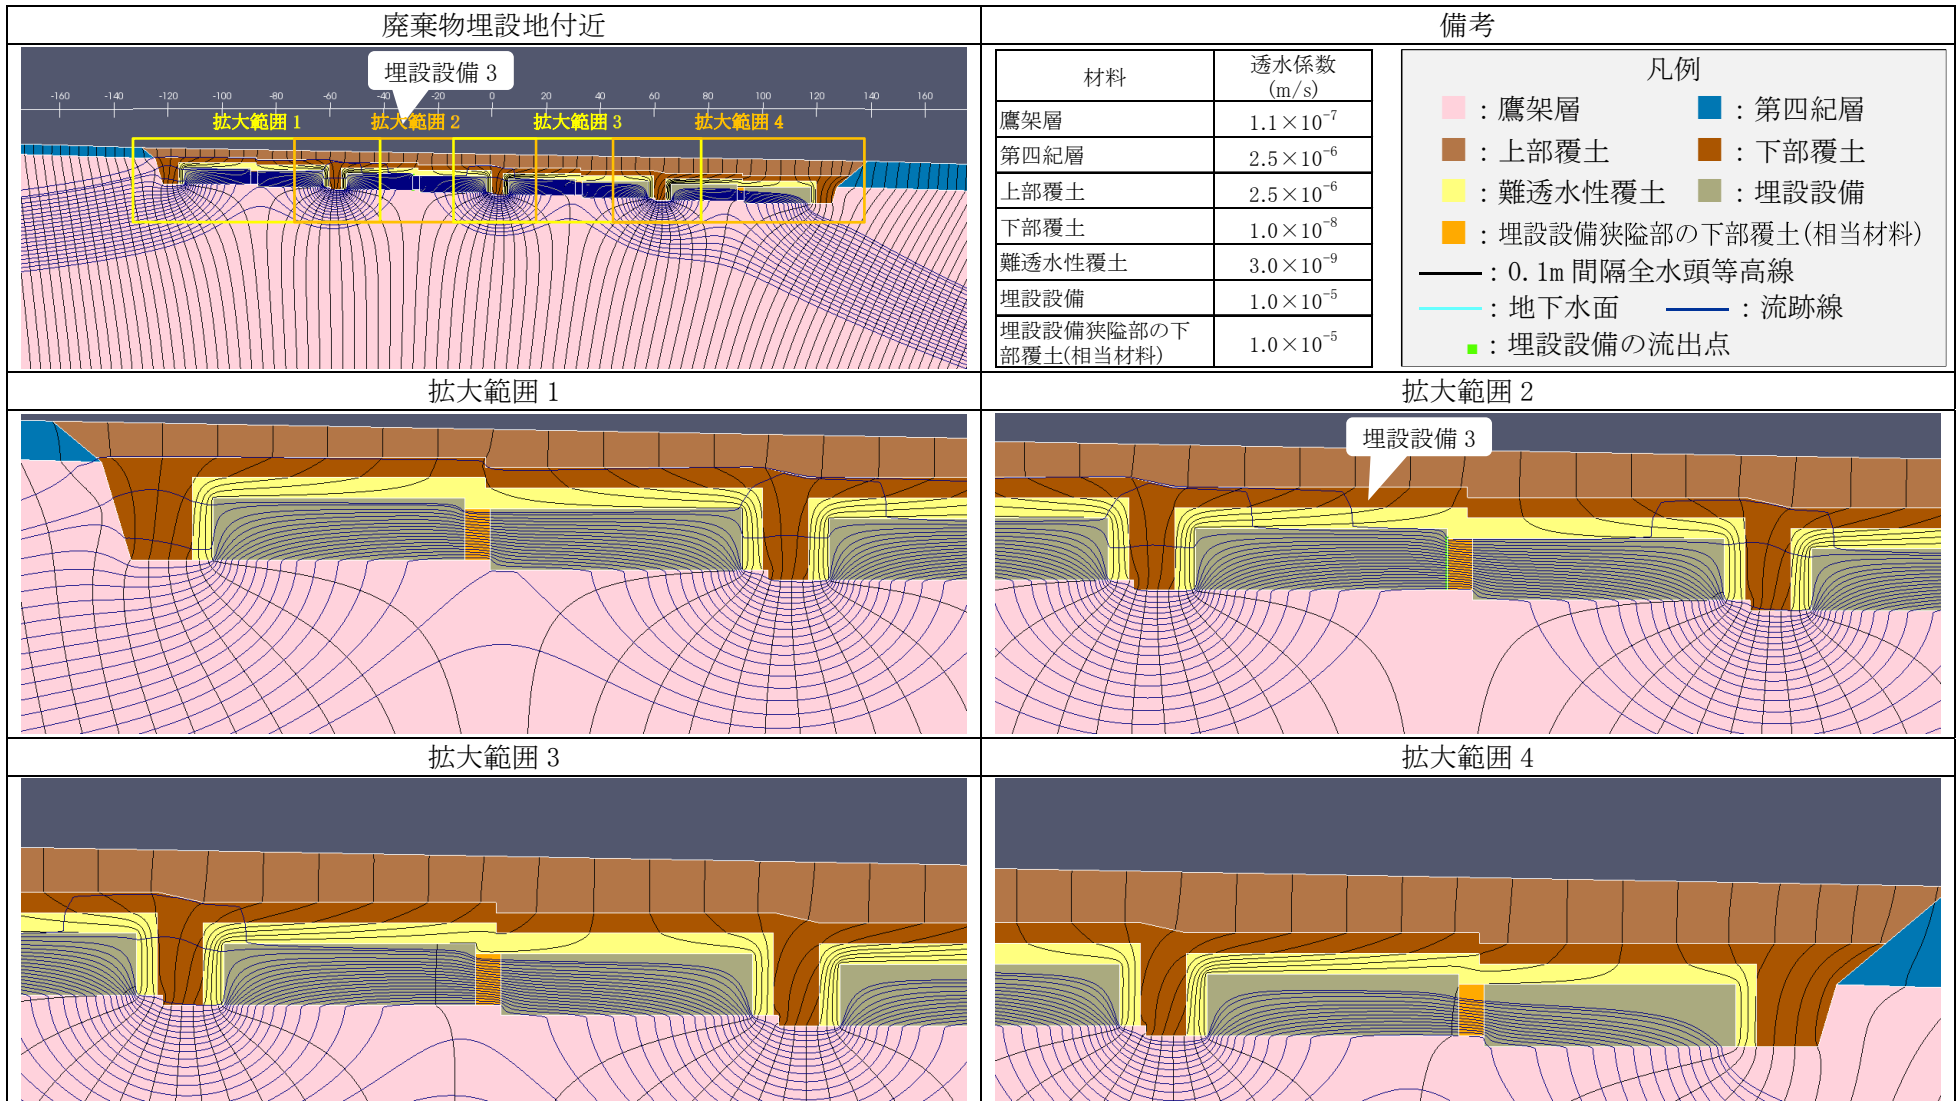 廃棄物埋設地付近
備考
埋設設備 3
-160 -140 -120 -100 -80 -60 -40 -20 0 20 40 60 80 100 120 140 160
拡大範囲 1
拡大範囲 2
拡大範囲 3
拡大範囲 4
材料 透水係数 (m/s)
鷹架層 1.1×10⁻⁷
第四紀層 2.5×10⁻⁶
上部覆土 2.5×10⁻⁶
下部覆土 1.0×10⁻⁸
難透水性覆土 3.0×10⁻⁹
埋設設備 1.0×10⁻⁵
埋設設備狭隘部の下
部覆土(相当材料) 1.0×10⁻⁵
凡例
：鷹架層 ：第四紀層
：上部覆土 ：下部覆土
：難透水性覆土 ：埋設設備
：埋設設備狭隘部の下部覆土(相当材料)
：0.1m 間隔全水頭等高線
：地下水面 ：流跡線
：埋設設備の流出点
拡大範囲 1
拡大範囲 2
埋設設備 3
拡大範囲 3
拡大範囲 4